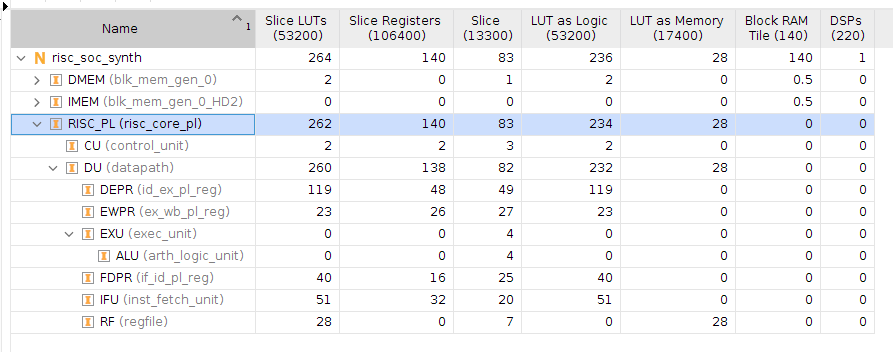 Name 1 Slice LUTs (53200) Slice Registers (106400) Slice (13300) LUT as Logic (53200) LUT as Memory (17400) Block RAM Tile (140) DSPs (220)
N risc_soc_synth 264 140 83 236 28 140 1
I DMEM (blk_mem_gen_0) 2 0 1 2 0 0.5 0
I IMEM (blk_mem_gen_0_HD2) 0 0 0 0 0 0.5 0
I RISC_PL (risc_core_pl) 262 140 83 234 28 0 0
I CU (control_unit) 2 2 3 2 0 0 0
I DU (datapath) 260 138 82 232 28 0 0
I DEPR (id_ex_pl_reg) 119 48 49 119 0 0 0
I EWPR (ex_wb_pl_reg) 23 26 27 23 0 0 0
I EXU (exec_unit) 0 0 4 0 0 0 0
I ALU (arth_logic_unit) 0 0 4 0 0 0 0
I FDPR (if_id_pl_reg) 40 16 25 40 0 0 0
I IFU (inst_fetch_unit) 51 32 20 51 0 0 0
I RF (regfile) 28 0 7 0 28 0 0